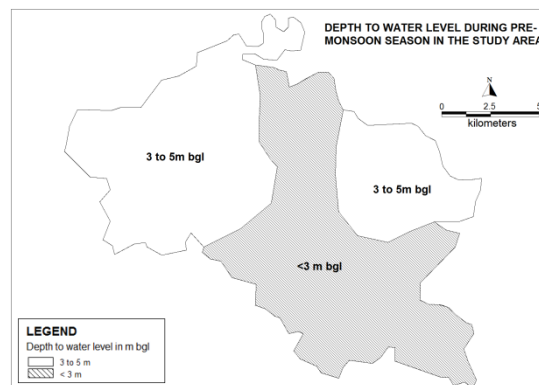 DEPTH TO WATER LEVEL DURING PRE-
MONSOON SEASON IN THE STUDY AREA
N
0 2.5 5
kilometers
3 to 5m bgl
3 to 5m bgl
<3 m bgl
LEGEND
Depth to water level in m bgl
3 to 5 m
< 3 m